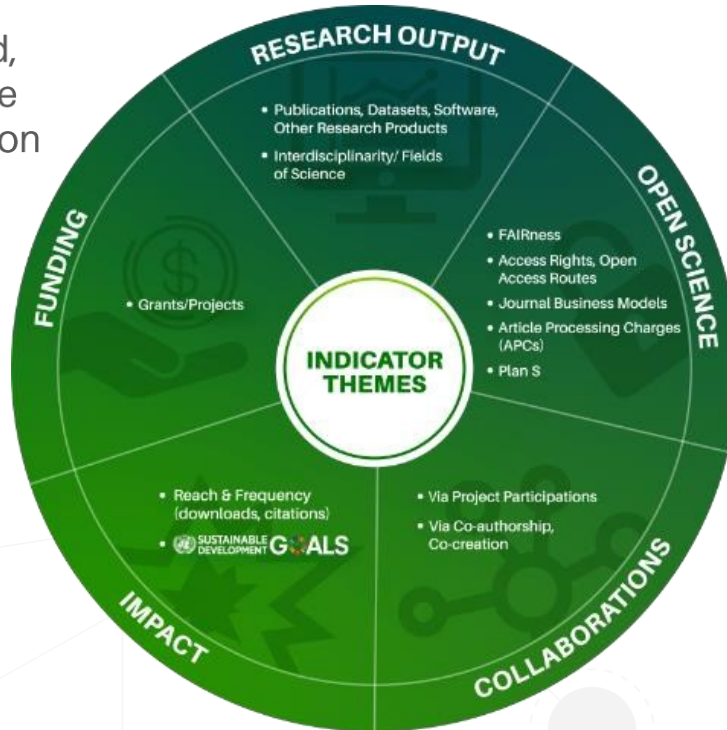 d,
e
on
RESEARCH OUTPUT
• Publications, Datasets, Software,
Other Research Products
• Interdisciplinarity/ Fields
of Science
OPEN SCIENCE
• FAIRness
• Access Rights, Open
Access Routes
• Journal Business Models
• Article Processing Charges
(APCs)
• Plan S
FUNDING
• Grants/Projects
INDICATOR
THEMES
IMPACT
• Reach & Frequency
(downloads, citations)
• SUSTAINABLE
DEVELOPMENT GOALS
COLLABORATIONS
• Via Project Participations
• Via Co-authorship,
Co-creation